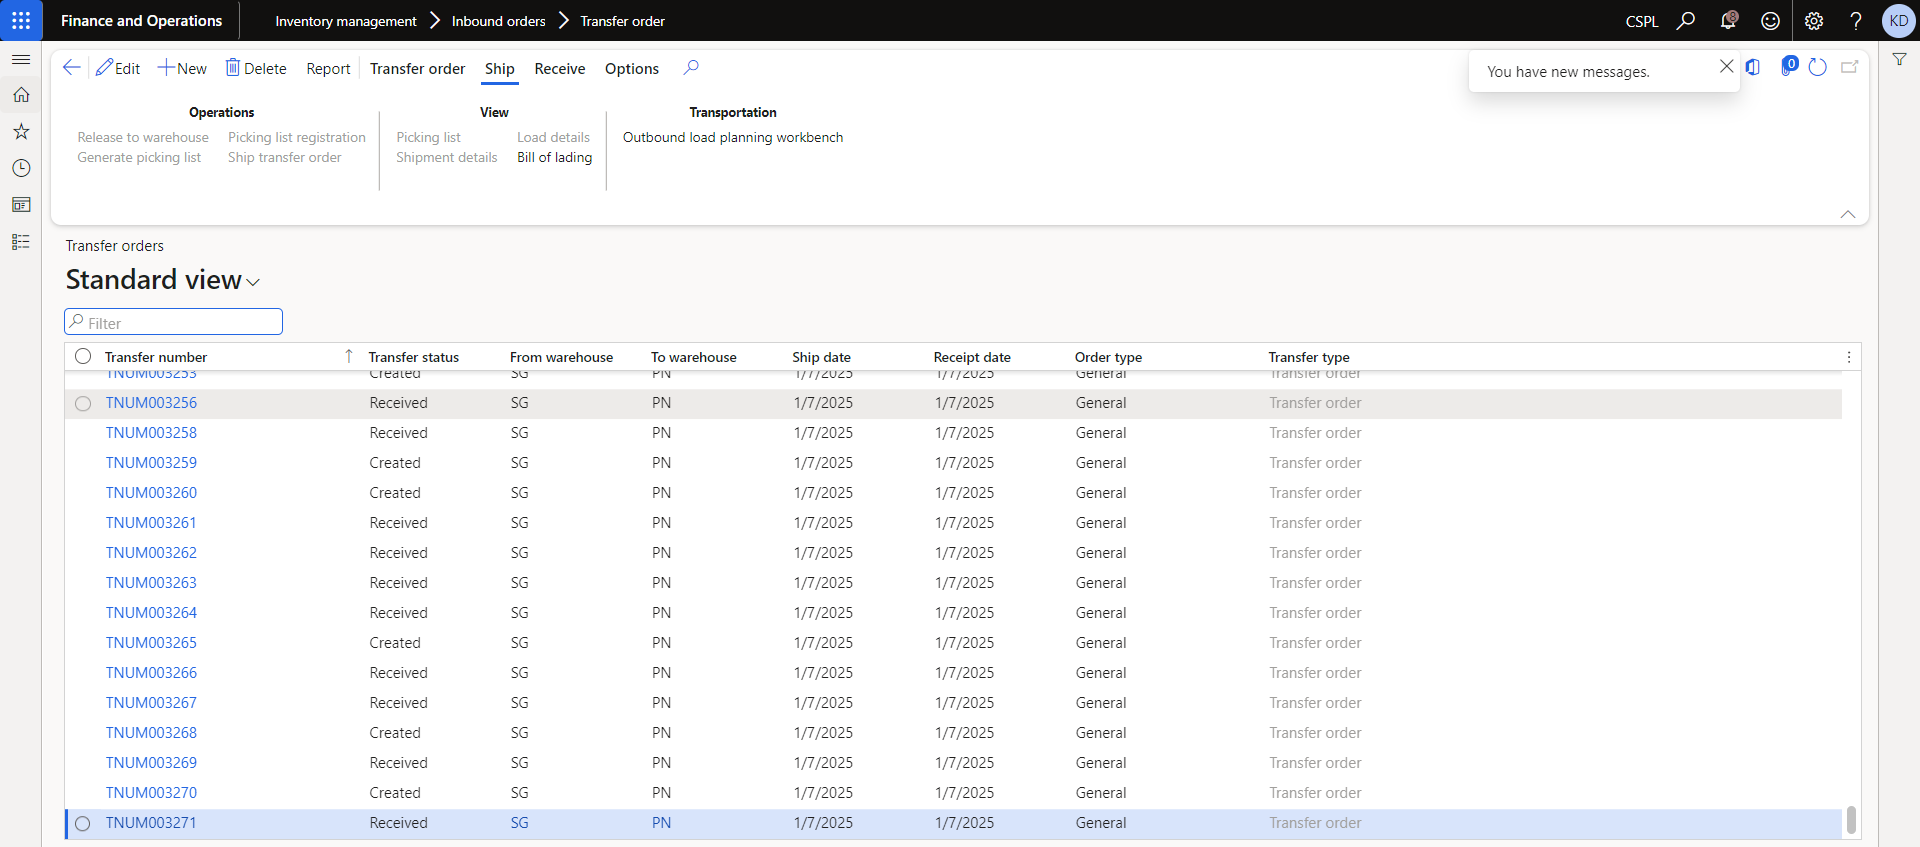 Finance and Operations
Inventory management
Inbound orders
Transfer order
CSPL
8
KD
Edit
New
Delete
Report
Transfer order
Ship
Receive
Options
You have new messages.
0
Operations
Release to warehouse
Picking list registration
Generate picking list
Ship transfer order
View
Picking list
Load details
Shipment details
Bill of lading
Transportation
Outbound load planning workbench
Transfer orders
Standard view
Filter
Transfer number Transfer status From warehouse To warehouse Ship date Receipt date Order type Transfer type
TNUM003253 Created SG PN 1/7/2025 1/7/2025 General Transfer order
TNUM003256 Received SG PN 1/7/2025 1/7/2025 General Transfer order
TNUM003258 Received SG PN 1/7/2025 1/7/2025 General Transfer order
TNUM003259 Created SG PN 1/7/2025 1/7/2025 General Transfer order
TNUM003260 Created SG PN 1/7/2025 1/7/2025 General Transfer order
TNUM003261 Received SG PN 1/7/2025 1/7/2025 General Transfer order
TNUM003262 Received SG PN 1/7/2025 1/7/2025 General Transfer order
TNUM003263 Received SG PN 1/7/2025 1/7/2025 General Transfer order
TNUM003264 Received SG PN 1/7/2025 1/7/2025 General Transfer order
TNUM003265 Created SG PN 1/7/2025 1/7/2025 General Transfer order
TNUM003266 Received SG PN 1/7/2025 1/7/2025 General Transfer order
TNUM003267 Received SG PN 1/7/2025 1/7/2025 General Transfer order
TNUM003268 Created SG PN 1/7/2025 1/7/2025 General Transfer order
TNUM003269 Received SG PN 1/7/2025 1/7/2025 General Transfer order
TNUM003270 Created SG PN 1/7/2025 1/7/2025 General Transfer order
TNUM003271 Received SG PN 1/7/2025 1/7/2025 General Transfer order